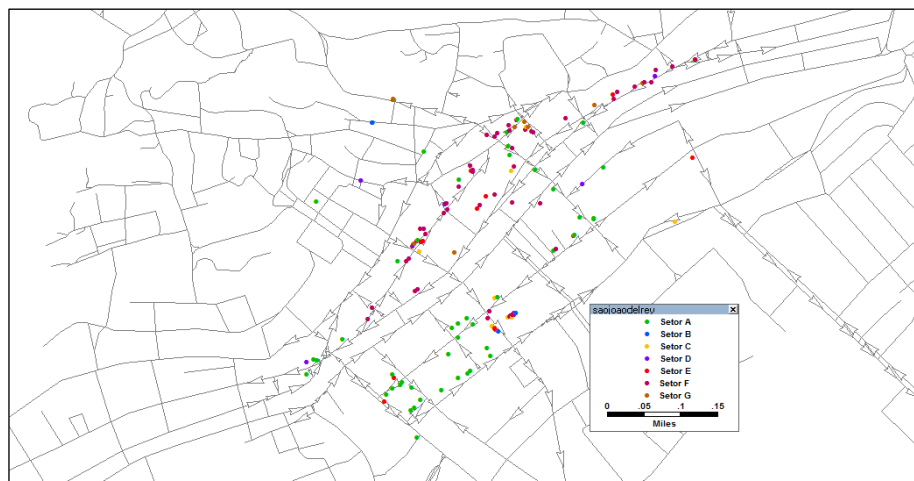 saojoaodelrey
Setor A
Setor B
Setor C
Setor D
Setor E
Setor F
Setor G
0 .05 .1 .15
Miles